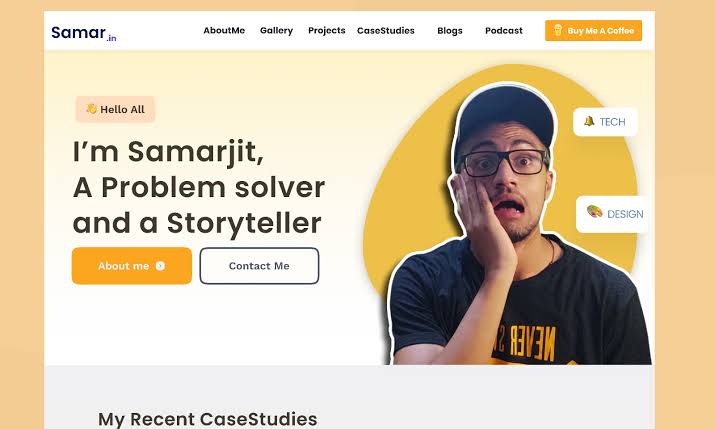 Samar.in
AboutMe Gallery Projects CaseStudies Blogs Podcast Buy Me A Coffee
👋 Hello All
I'm Samarjit,
A Problem solver
and a Storyteller
About me
Contact Me
TECH
DESIGN
NEVER S
My Recent CaseStudies